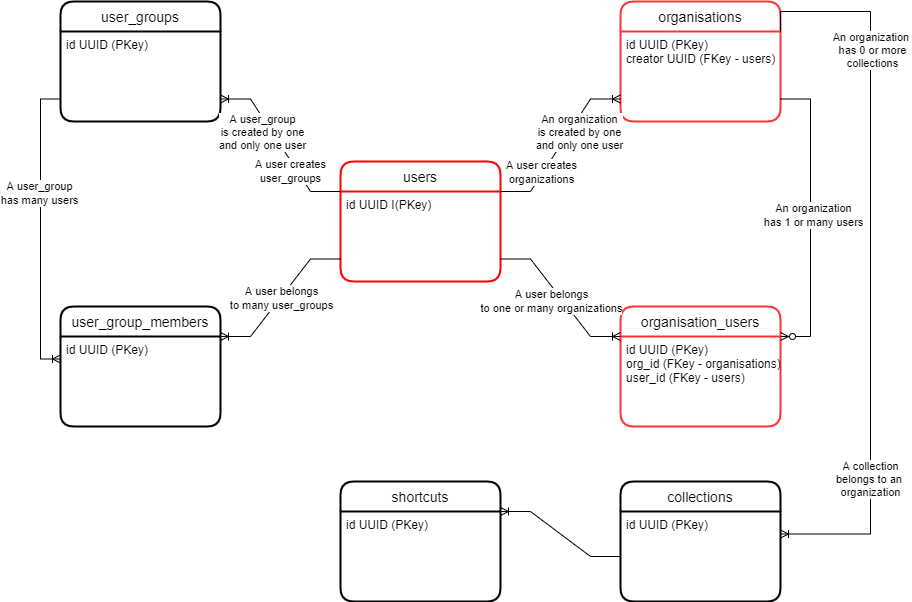 user_groups
id UUID (PKey)
organisations
id UUID (PKey)
creator UUID (FKey - users)
An organization
has 0 or more
collections
A user_group
is created by one
and only one user
An organization
is created by one
and only one user
A user creates
user_groups
users
id UUID I(PKey)
A user creates
organizations
A user_group
has many users
An organization
has 1 or many users
A user belongs
to many user_groups
A user belongs
to one or many organizations
user_group_members
id UUID (PKey)
organisation_users
id UUID (PKey)
org_id (FKey - organisations)
user_id (FKey - users)
A collection
belongs to an
organization
shortcuts
id UUID (PKey)
collections
id UUID (PKey)